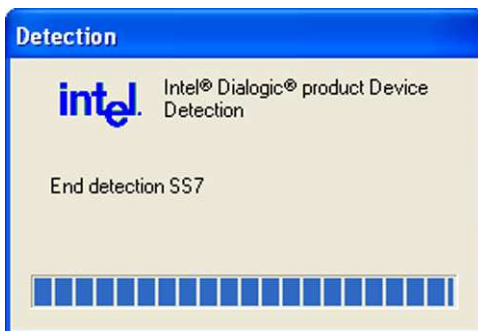 Detection
intel.
Intel® Dialogic® product Device
Detection
End detection SS7